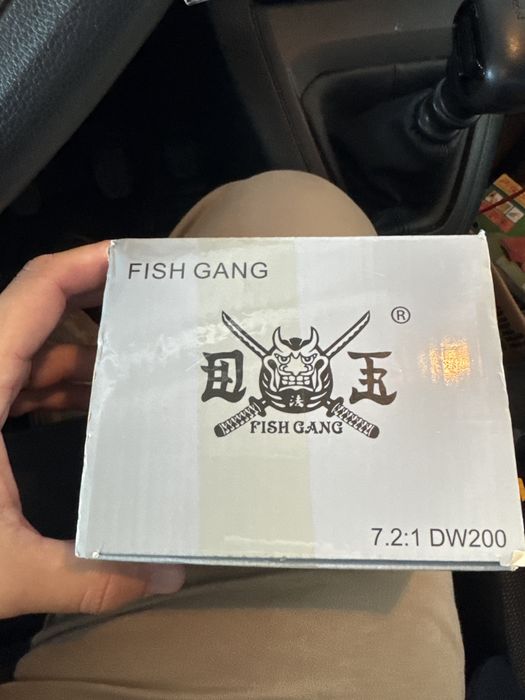 FISH GANG
®
玉
FISH GANG
7.2:1 DW200